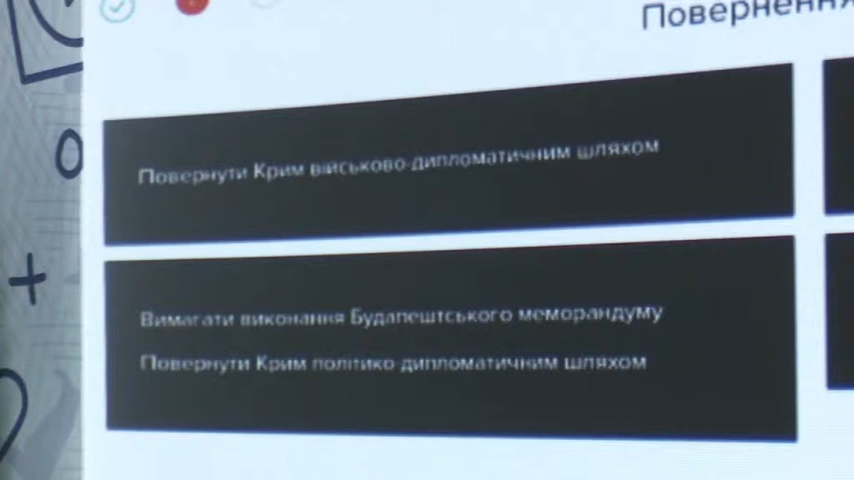 Повернення
Повернути Крим військово-дипломатичним шляхом
Вимагати виконання Будапештського меморандуму
Повернути Крим політико-дипломатичним шляхом